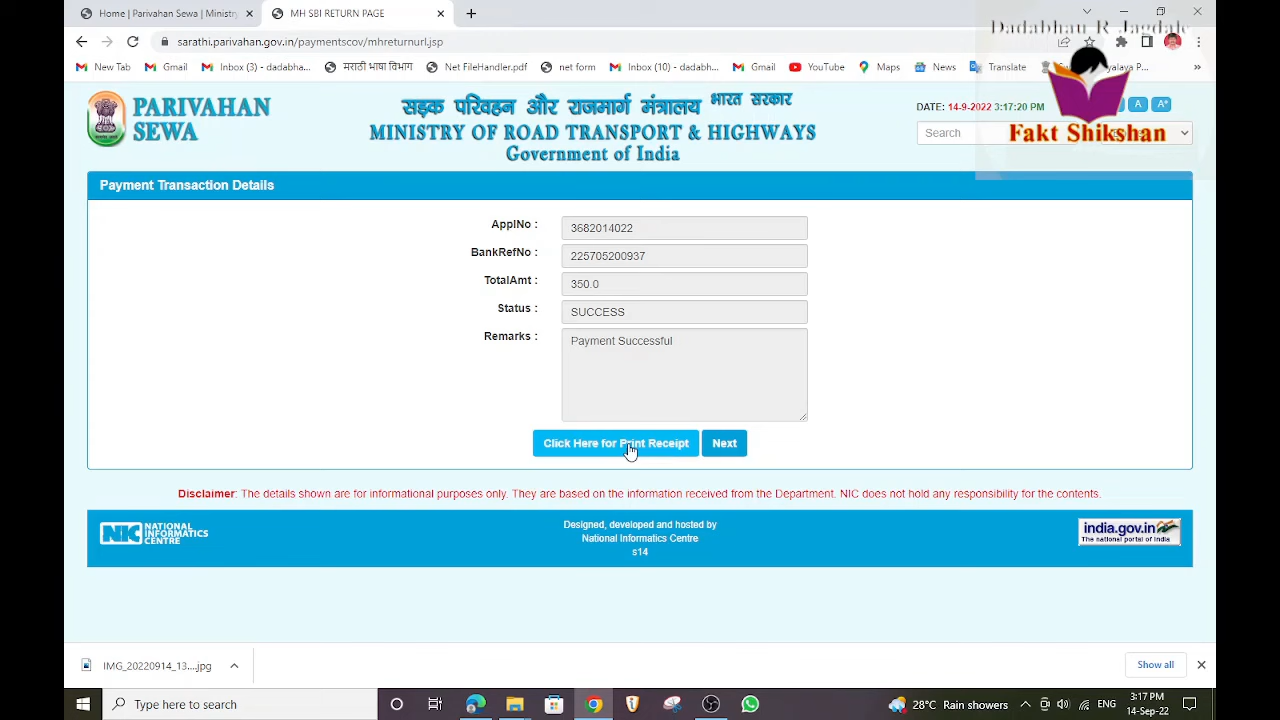 Home | Parivahan Sewa | Ministry
MH SBI RETURN PAGE
sarathi.parivahan.gov.in/paymentscov/mhreturnurl.jsp
Dadabhau R Jagdale
New Tab
Gmail
Inbox (3) - dadabha...
मराठी भाषा विभाग
Net FileHandler.pdf
net form
Inbox (10) - dadabh...
Gmail
YouTube
Maps
News
Translate
PARIVAHAN
SEWA
सड़क परिवहन और राजमार्ग मंत्रालय भारत सरकार
MINISTRY OF ROAD TRANSPORT & HIGHWAYS
Government of India
DATE: 14-9-2022 3:17:20 PM
A
A+
Search
Fakt Shikshan
Payment Transaction Details
ApplNo :
3682014022
BankRefNo :
225705200937
TotalAmt :
350.0
Status :
SUCCESS
Remarks :
Payment Successful
Click Here for Print Receipt
Next
Disclaimer: The details shown are for informational purposes only. They are based on the information received from the Department. NIC does not hold any responsibility for the contents.
NIC NATIONAL
INFORMATICS
CENTRE
Designed, developed and hosted by
National Informatics Centre
s14
india.gov.in
The national portal of India
IMG_20220914_13....jpg
Show all
Type here to search
28°C Rain showers
ENG
3:17 PM
14-Sep-22